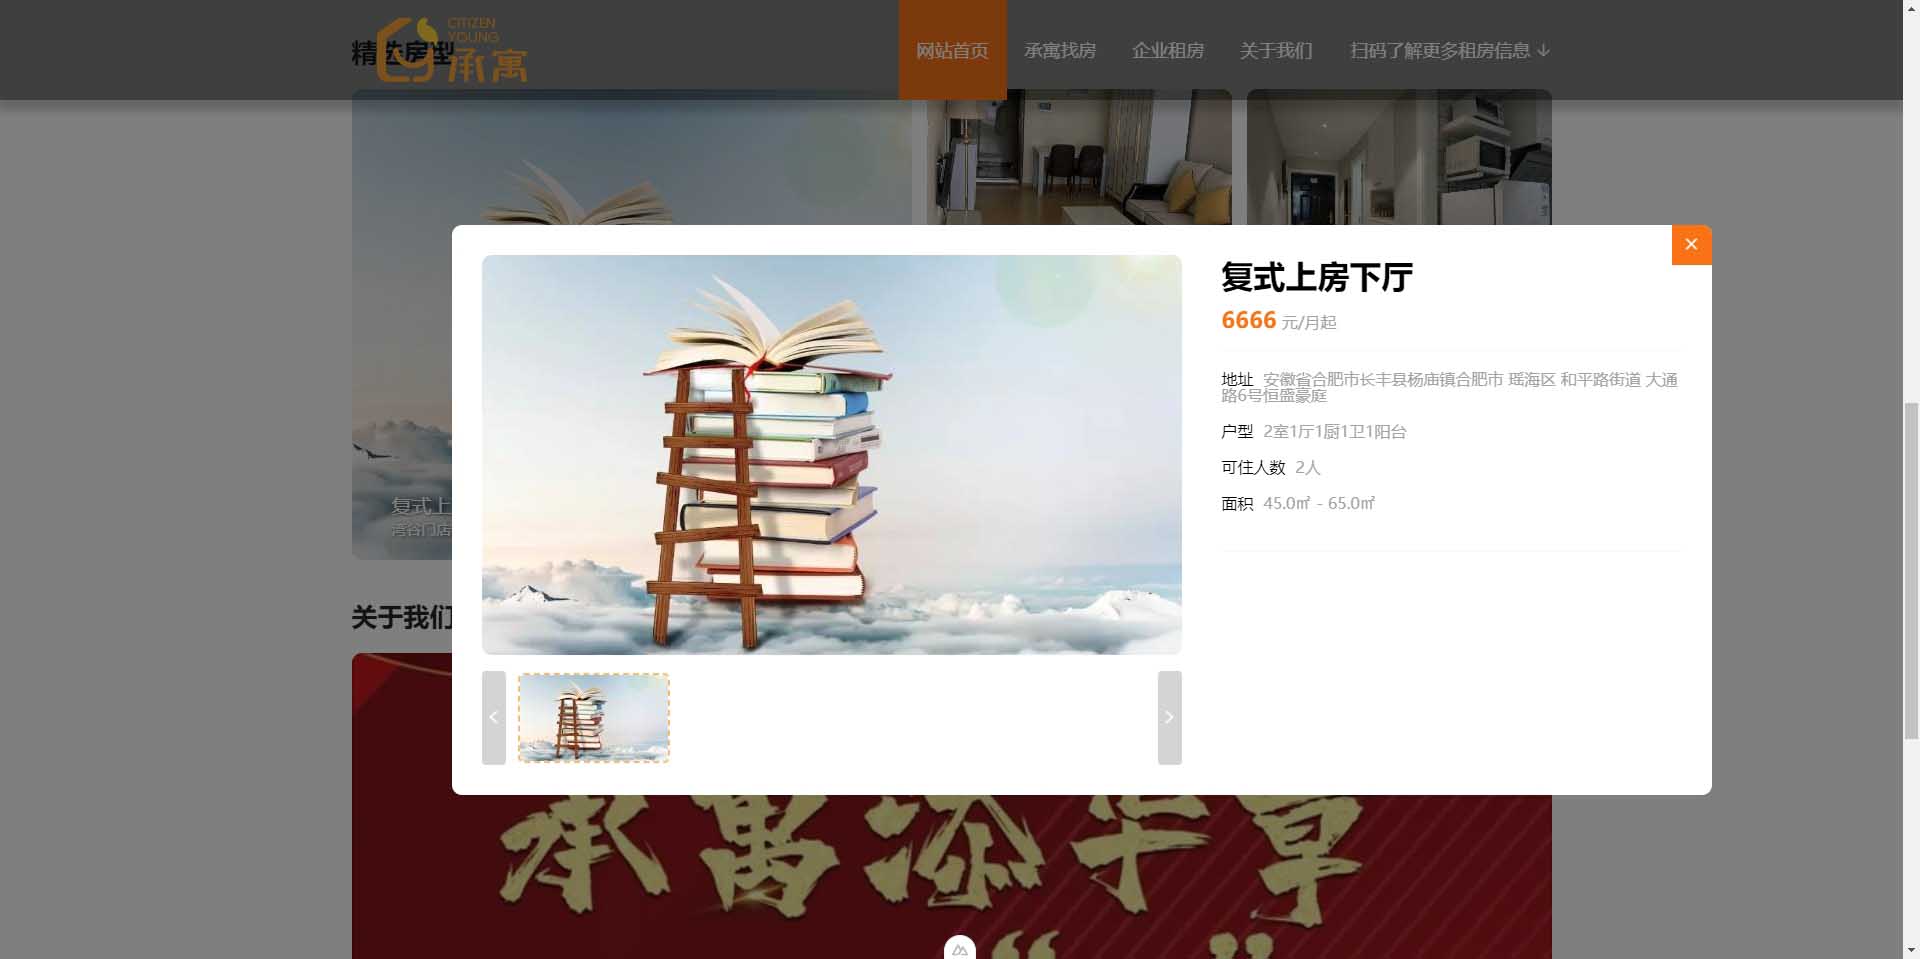 精选房型
CITIZEN
YOUNG
承寓
网站首页
承寓找房
企业租房
关于我们
扫码了解更多租房信息
复式上房下厅
6666 元/月起
地址 安徽省合肥市长丰县杨庙镇合肥市 瑶海区 和平路街道 大通
路6号恒盛豪庭
户型 2室1厅1厨1卫1阳台
可住人数 2人
面积 45.0㎡ - 65.0㎡
复式上
湾谷门店
关于我们
承寓添华章